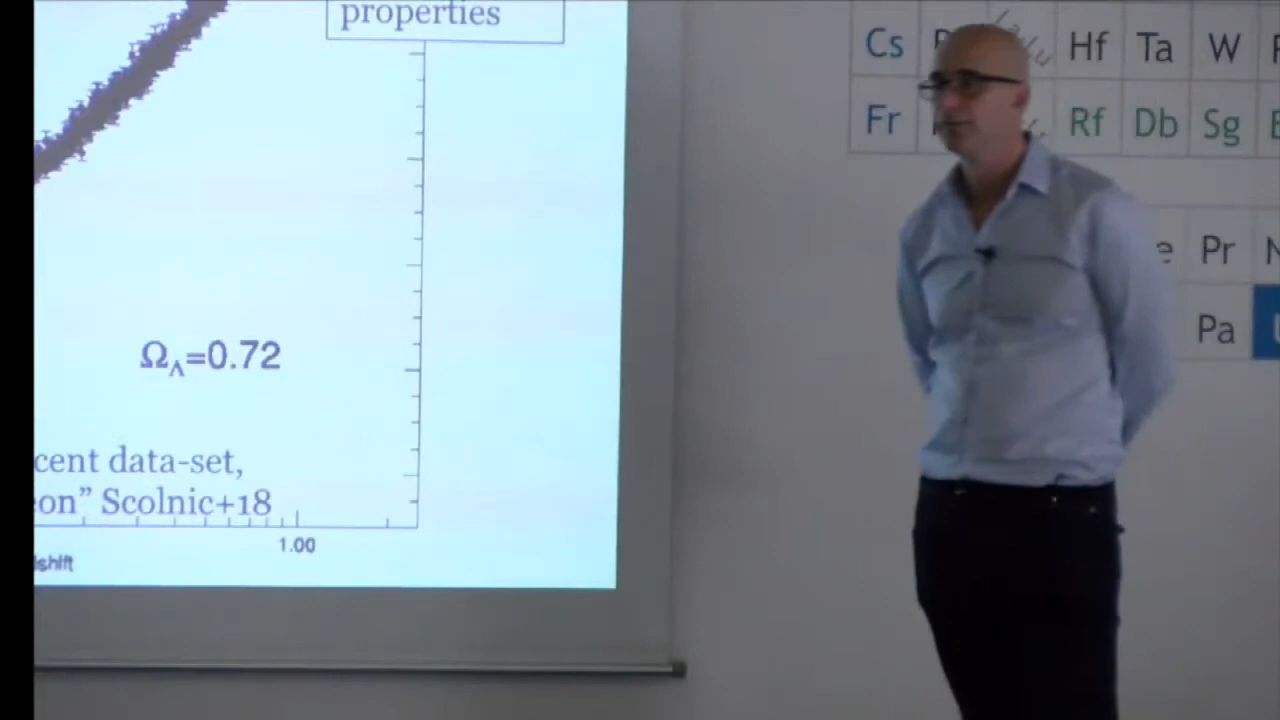 properties
Ω_Λ=0.72
cent data-set,
on” Scolnic+18
1.00
shift
Cs Hf Ta W
Fr Rf Db Sg
e Pr
Pa